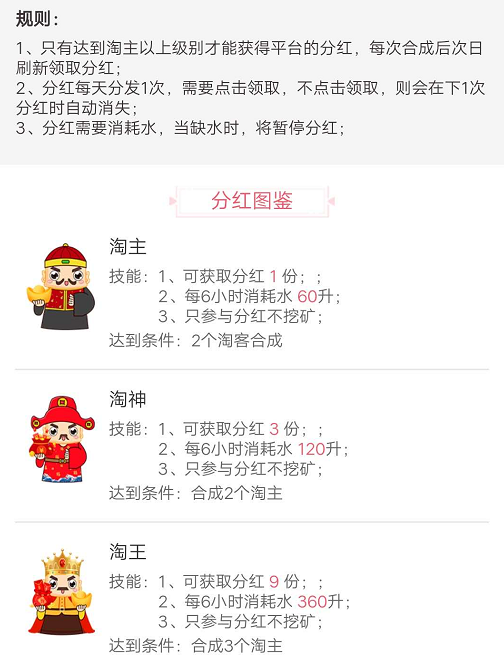 规则：
1、只有达到淘主以上级别才能获得平台的分红，每次合成后次日
刷新领取分红；
2、分红每天分发1次，需要点击领取，不点击领取，则会在下1次
分红时自动消失；
3、分红需要消耗水，当缺水时，将暂停分红；
分红图鉴
淘主
技能：1、可获取分红 1 份；；
2、每6小时消耗水 60升；
3、只参与分红不挖矿；
达到条件：2个淘客合成
淘神
技能：1、可获取分红 3 份；；
2、每6小时消耗水 120升；
3、只参与分红不挖矿；
达到条件：合成2个淘主
淘王
技能：1、可获取分红 9 份；；
2、每6小时消耗水 360升；
3、只参与分红不挖矿；
达到条件：合成3个淘主